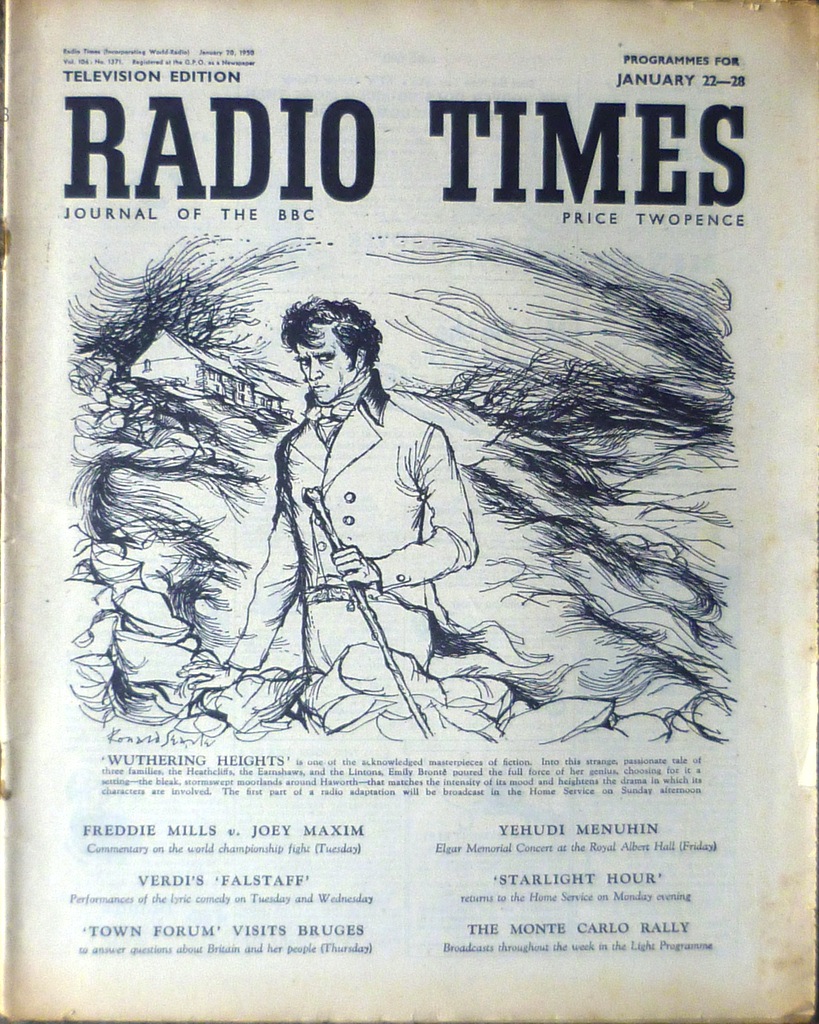 Radio Times (Incorporating World-Radio) January 20, 1950
Vol. 106: No. 1371. Registered at the G.P.O. as a Newspaper
TELEVISION EDITION
PROGRAMMES FOR
JANUARY 22—28
RADIO TIMES
JOURNAL OF THE BBC
PRICE TWOPENCE
Ronald Searle
'WUTHERING HEIGHTS' is one of the acknowledged masterpieces of fiction. Into this strange, passionate tale of
three families, the Heathcliffs, the Earnshaws, and the Lintons, Emily Brontë poured the full force of her genius, choosing for it a
setting—the bleak, stormswept moorlands around Haworth—that matches the intensity of its mood and heightens the drama in which its
characters are involved. The first part of a radio adaptation will be broadcast in the Home Service on Sunday afternoon
FREDDIE MILLS v. JOEY MAXIM
Commentary on the world championship fight (Tuesday)
VERDI'S 'FALSTAFF'
Performances of the lyric comedy on Tuesday and Wednesday
'TOWN FORUM' VISITS BRUGES
to answer questions about Britain and her people (Thursday)
YEHUDI MENUHIN
Elgar Memorial Concert at the Royal Albert Hall (Friday)
'STARLIGHT HOUR'
returns to the Home Service on Monday evening
THE MONTE CARLO RALLY
Broadcasts throughout the week in the Light Programme